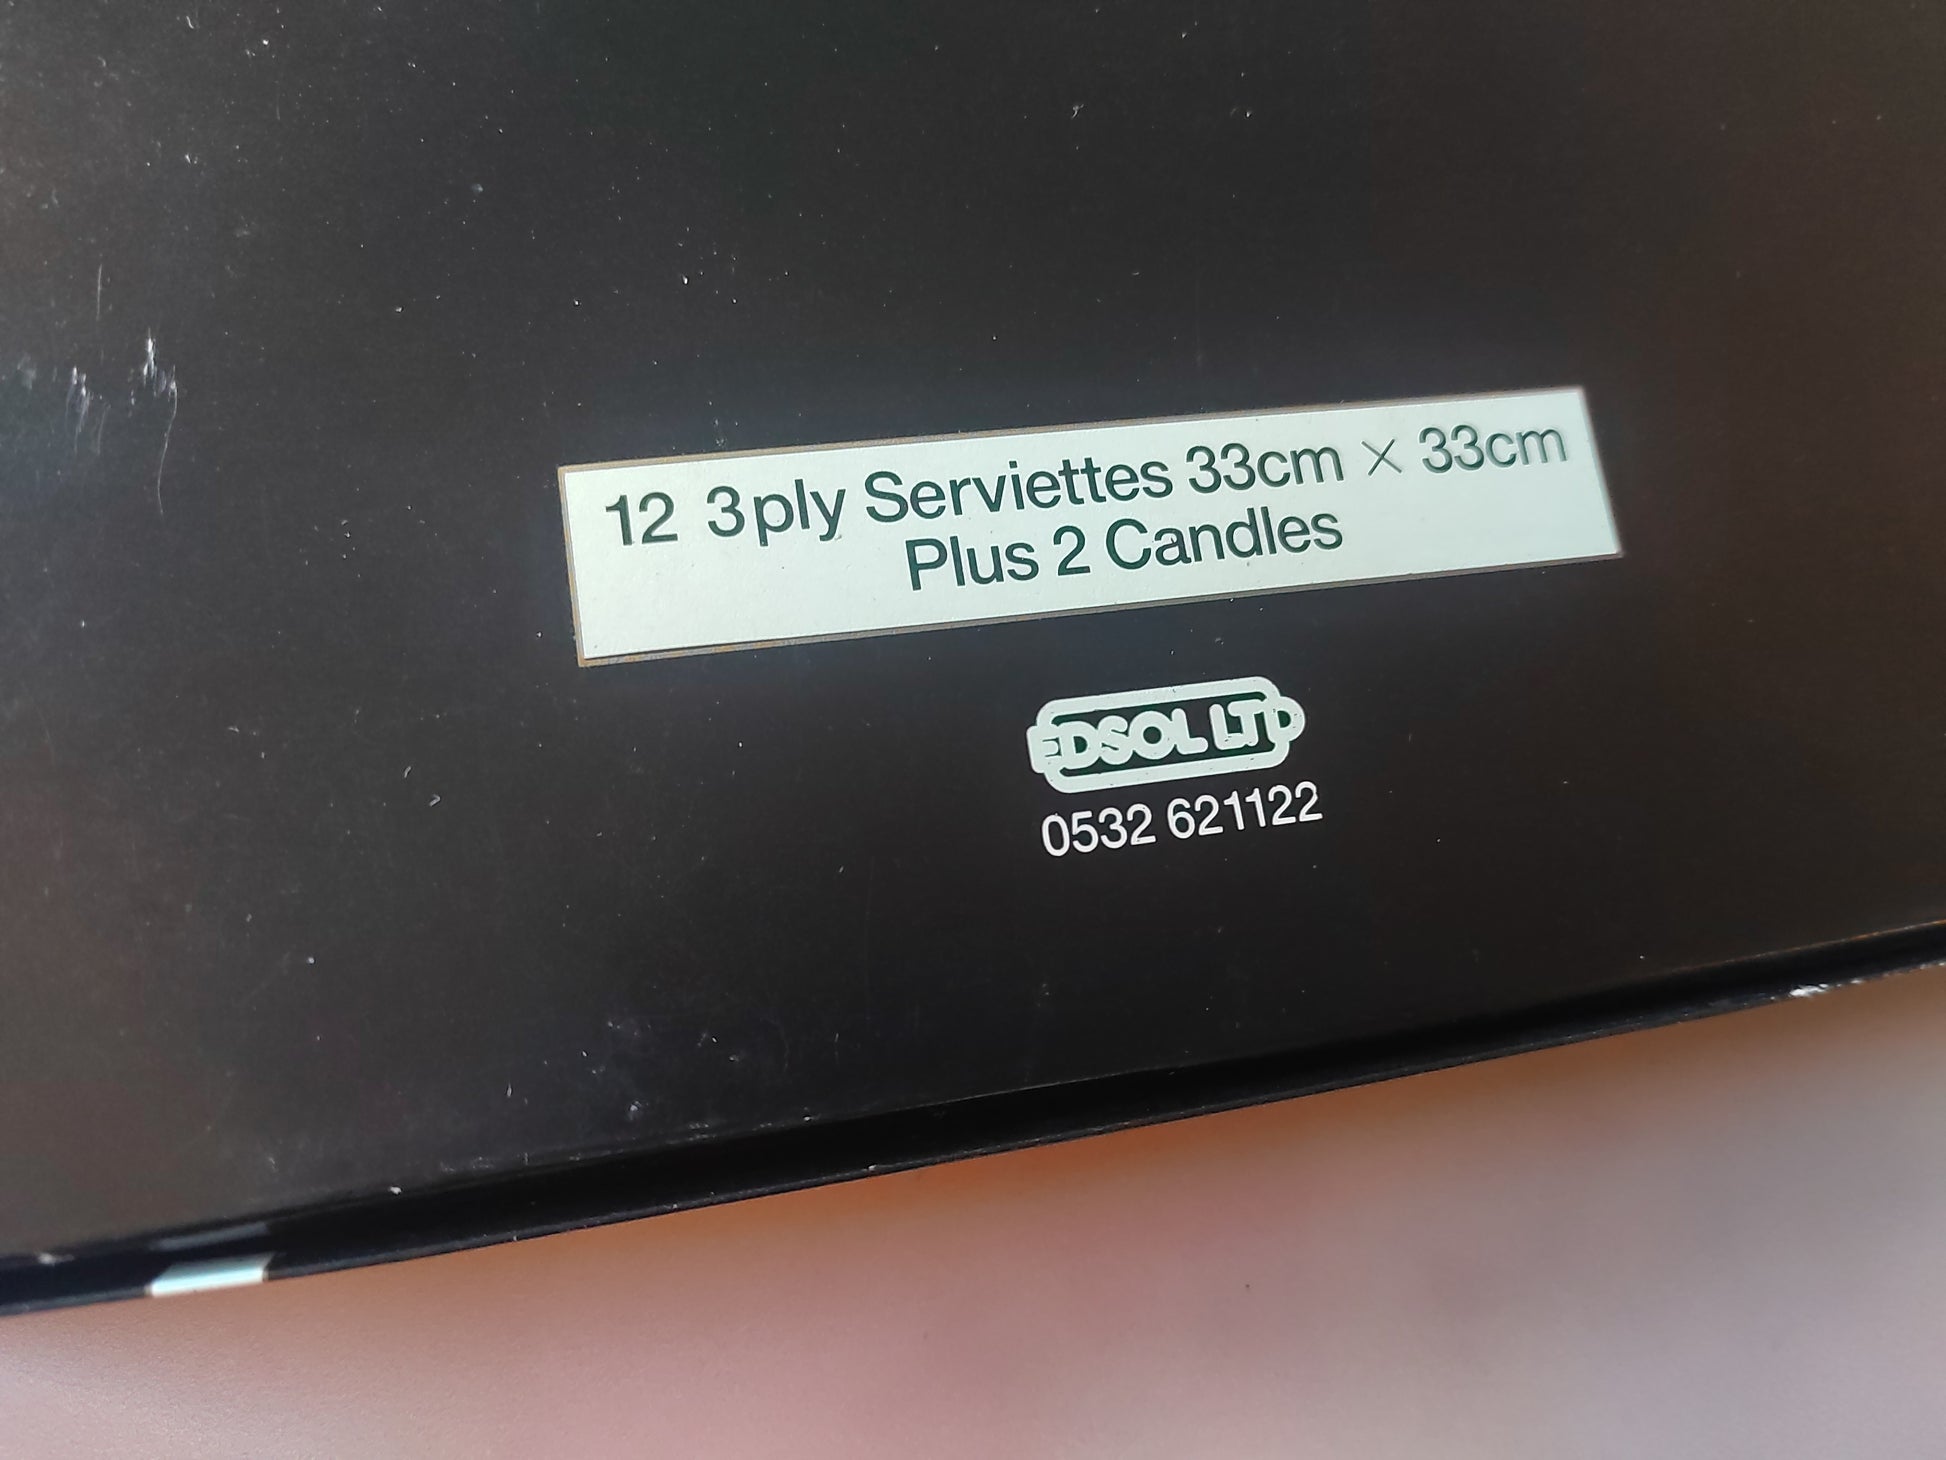 12 3ply Serviettes 33cm × 33cm
Plus 2 Candles
EDSOL LTD
0532 621122